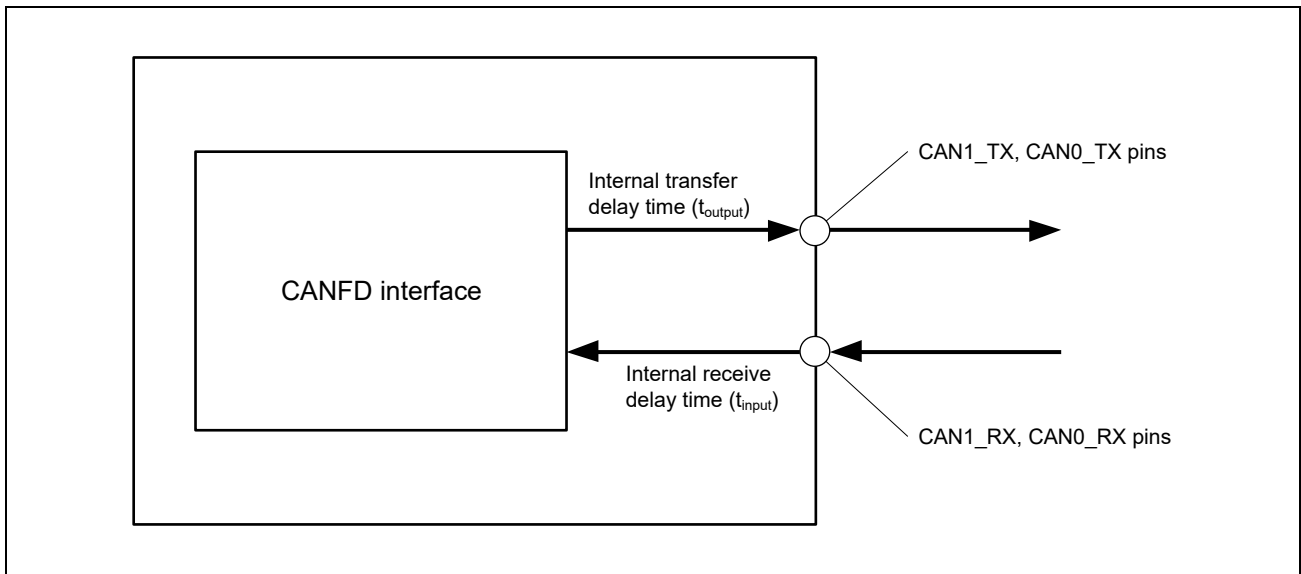 CAN1_TX, CAN0_TX pins
Internal transfer
delay time (toutput)
CANFD interface
Internal receive
delay time (tinput)
CAN1_RX, CAN0_RX pins